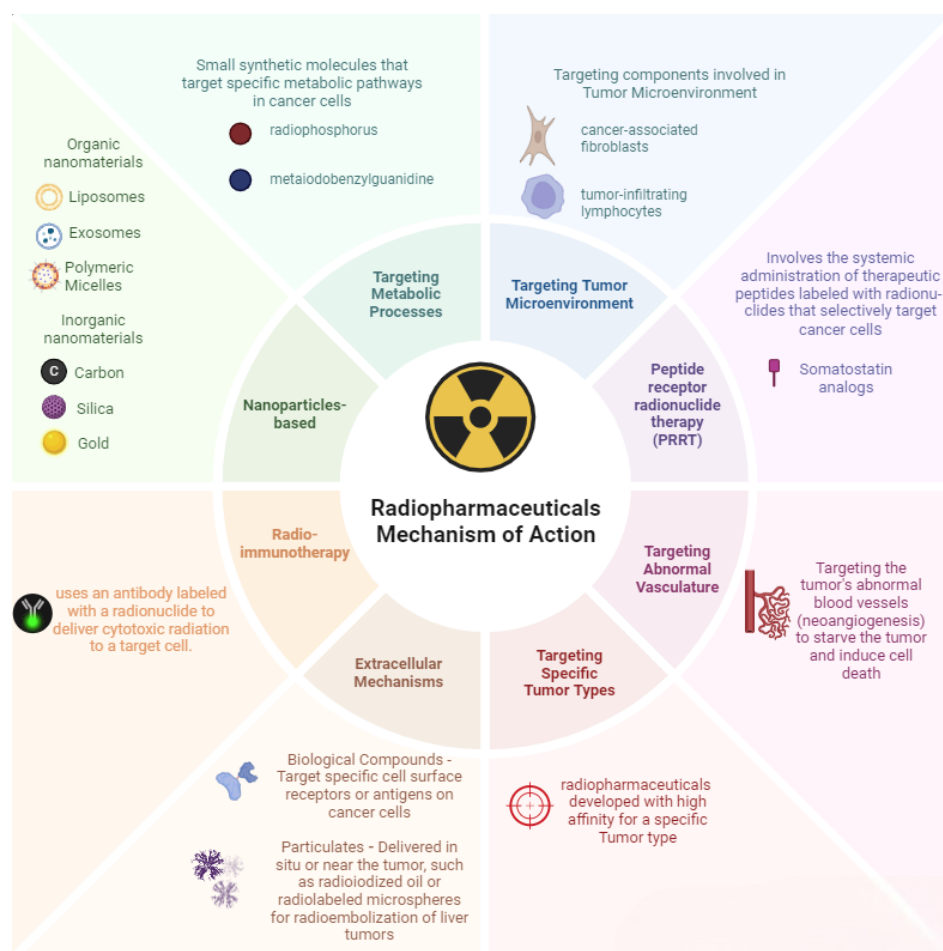 Radiopharmaceuticals
Mechanism of Action
Targeting
Metabolic
Processes
Small synthetic molecules that
target specific metabolic pathways
in cancer cells
radiophosphorus
metaiodobenzylguanidine
Targeting Tumor
Microenvironment
Targeting components involved in
Tumor Microenvironment
cancer-associated
fibroblasts
tumor-infiltrating
lymphocytes
Peptide
receptor
radionuclide
therapy
(PRRT)
Involves the systemic
administration of therapeutic
peptides labeled with radionu-
clides that selectively target
cancer cells
Somatostatin
analogs
Targeting
Abnormal
Vasculature
Targeting the
tumor's abnormal
blood vessels
(neoangiogenesis)
to starve the tumor
and induce cell
death
Targeting
Specific
Tumor Types
radiopharmaceuticals
developed with high
affinity for a specific
Tumor type
Extracellular
Mechanisms
Biological Compounds -
Target specific cell surface
receptors or antigens on
cancer cells
Particulates - Delivered in
situ or near the tumor, such
as radioiodized oil or
radiolabeled microspheres
for radioembolization of liver
tumors
Radio-
immunotherapy
uses an antibody labeled
with a radionuclide to
deliver cytotoxic radiation
to a target cell.
Nanoparticles-
based
Organic
nanomaterials
Liposomes
Exosomes
Polymeric
Micelles
Inorganic
nanomaterials
C
Carbon
Silica
Gold